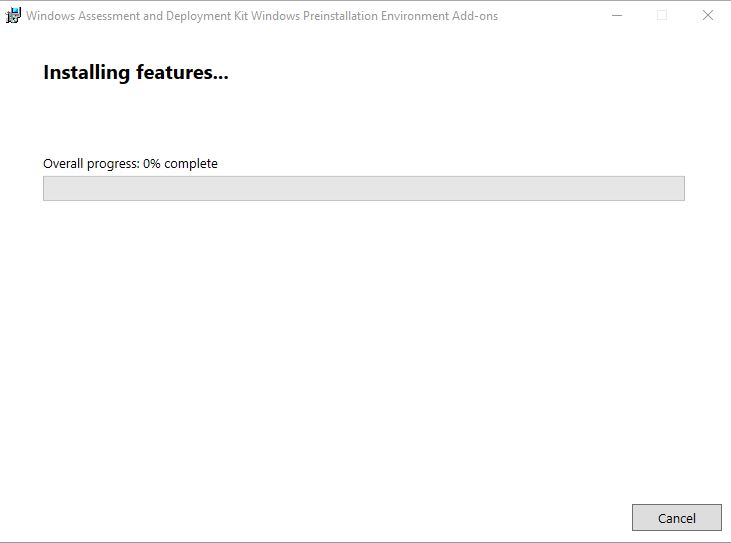 Windows Assessment and Deployment Kit Windows Preinstallation Environment Add-ons
Installing features...
Overall progress: 0% complete
Cancel